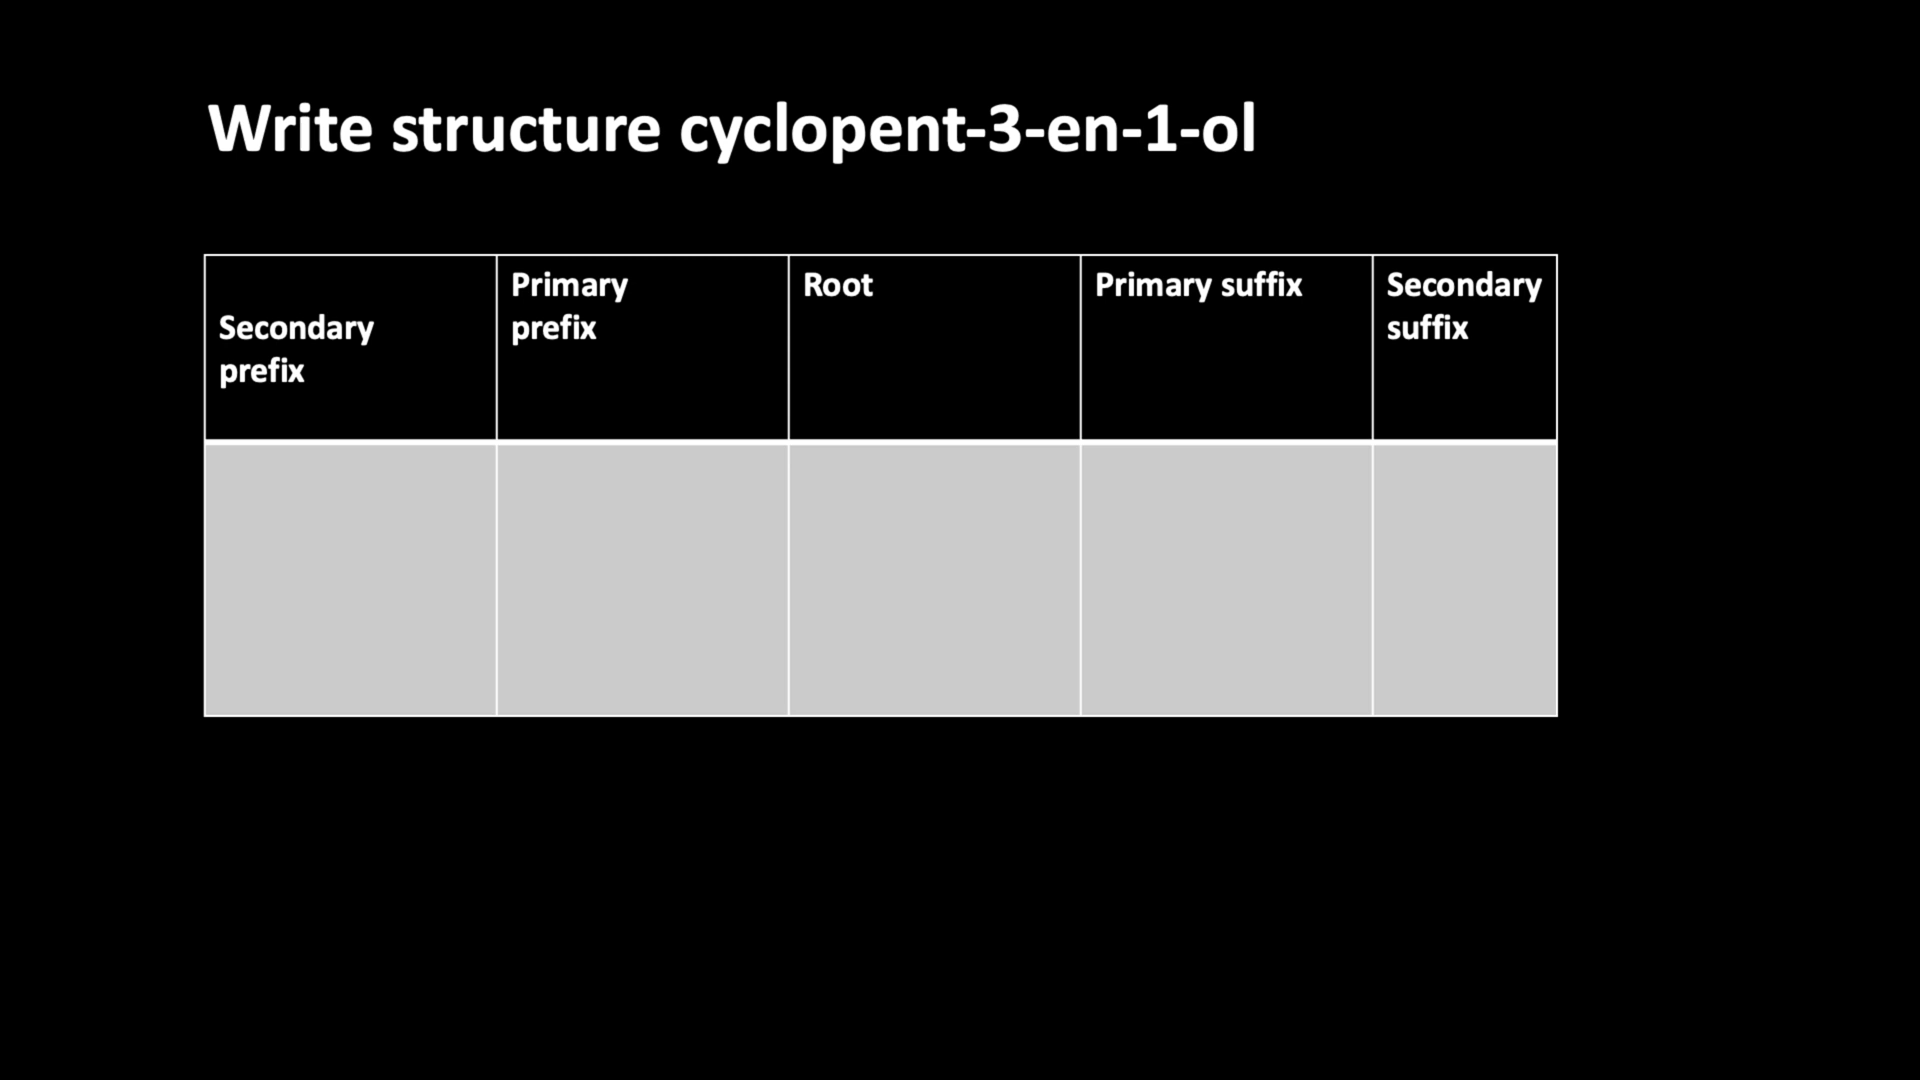 Write structure cyclopent-3-en-1-ol
Secondary
prefix
Primary
prefix
Root
Primary suffix
Secondary
suffix